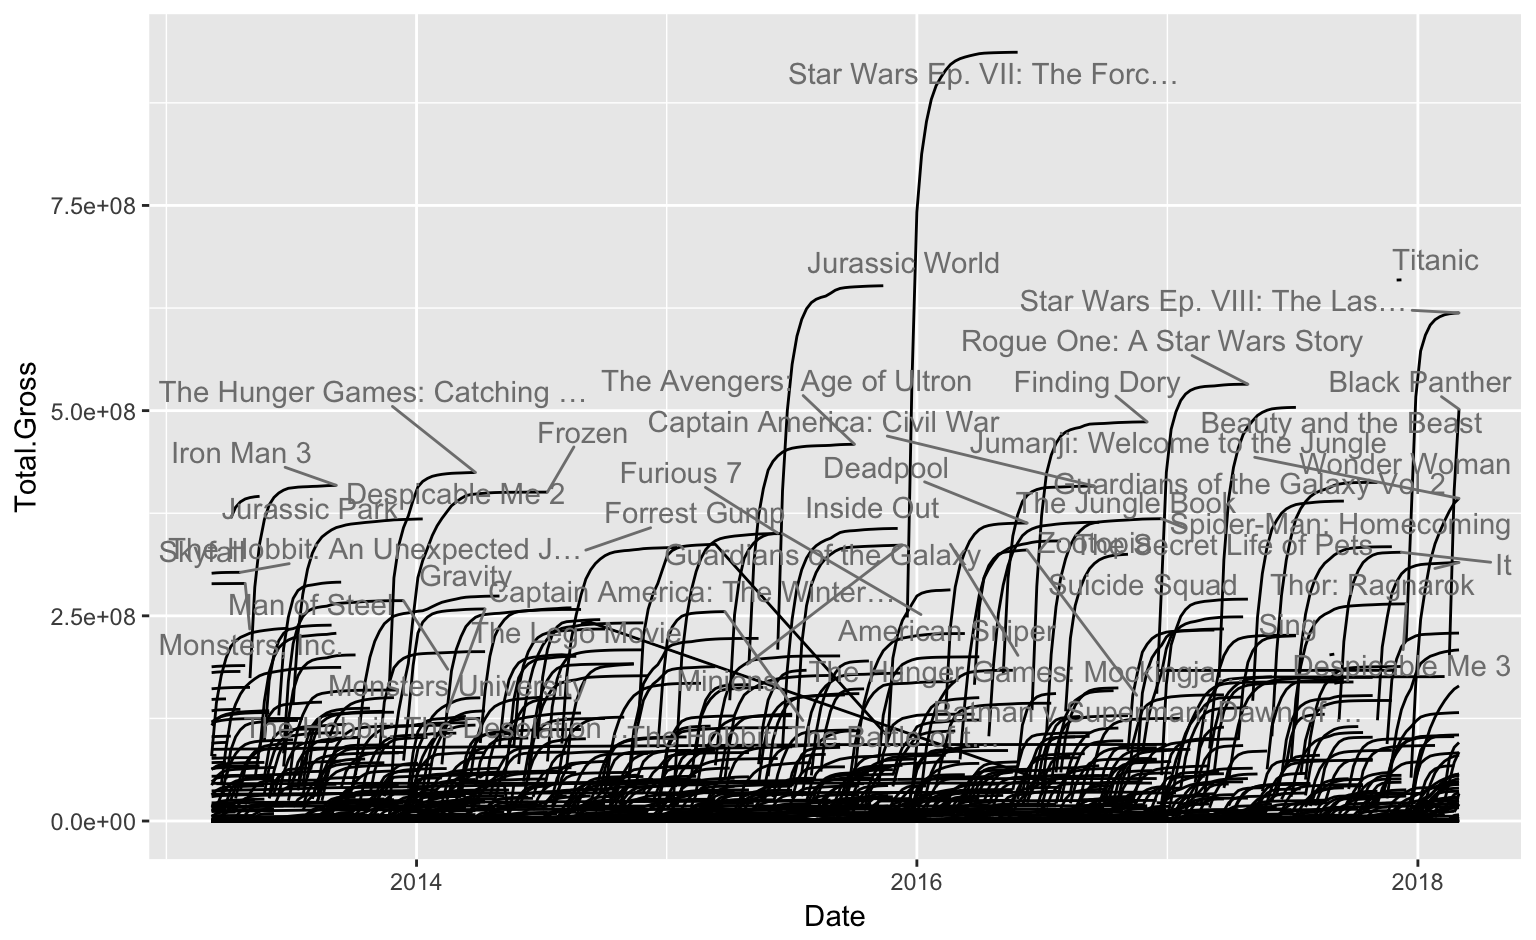 Star Wars Ep. VII: The Forc…
7.5e+08
Jurassic World
Titanic
Star Wars Ep. VIII: The Las…
Rogue One: A Star Wars Story
The Avengers: Age of Ultron
Finding Dory
Black Panther
The Hunger Games: Catching …
5.0e+08
Captain America: Civil War
Beauty and the Beast
Frozen
Jumanji: Welcome to the Jungle
Iron Man 3
Furious 7
Deadpool
Wonder Woman
Despicable Me 2
Guardians of the Galaxy Vol 2
Jurassic Park
Forrest Gump
Inside Out
The Jungle Book
Spider-Man: Homecoming
Skyfall
The Hobbit: An Unexpected J…
Guardians of the Galaxy
Zootopia
The Secret Life of Pets
It
Gravity
Captain America: The Winter…
Suicide Squad
Thor: Ragnarok
Man of Steel
2.5e+08
The Lego Movie
American Sniper
Sing
Monsters, Inc.
Monsters University
Minions
The Hunger Games: Mockingja…
Despicable Me 3
The Hobbit: The Desolation …
The Hobbit: The Battle of t…
Batman v Superman: Dawn of …
0.0e+00
2014
2016
2018
Date
Total.Gross